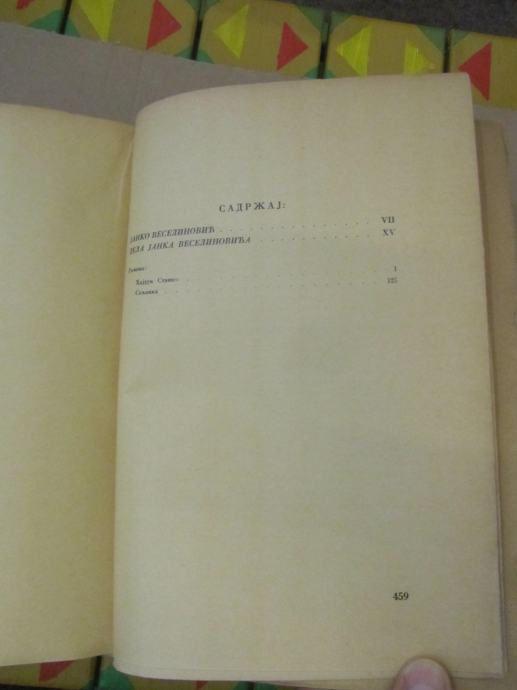 САДРЖАЈ:
ЈАНКО ВЕСЕЛИНОВИЋ . . . . . . . . . . . . . . . VII
ДЕЛА ЈАНКА ВЕСЕЛИНОВИЋА . . . . . . . . . . . . XV
Романи:
Хајдук Станко . . . . . . . . . . . . . . . . . 1
Сељанка . . . . . . . . . . . . . . . . . . . . 125
459